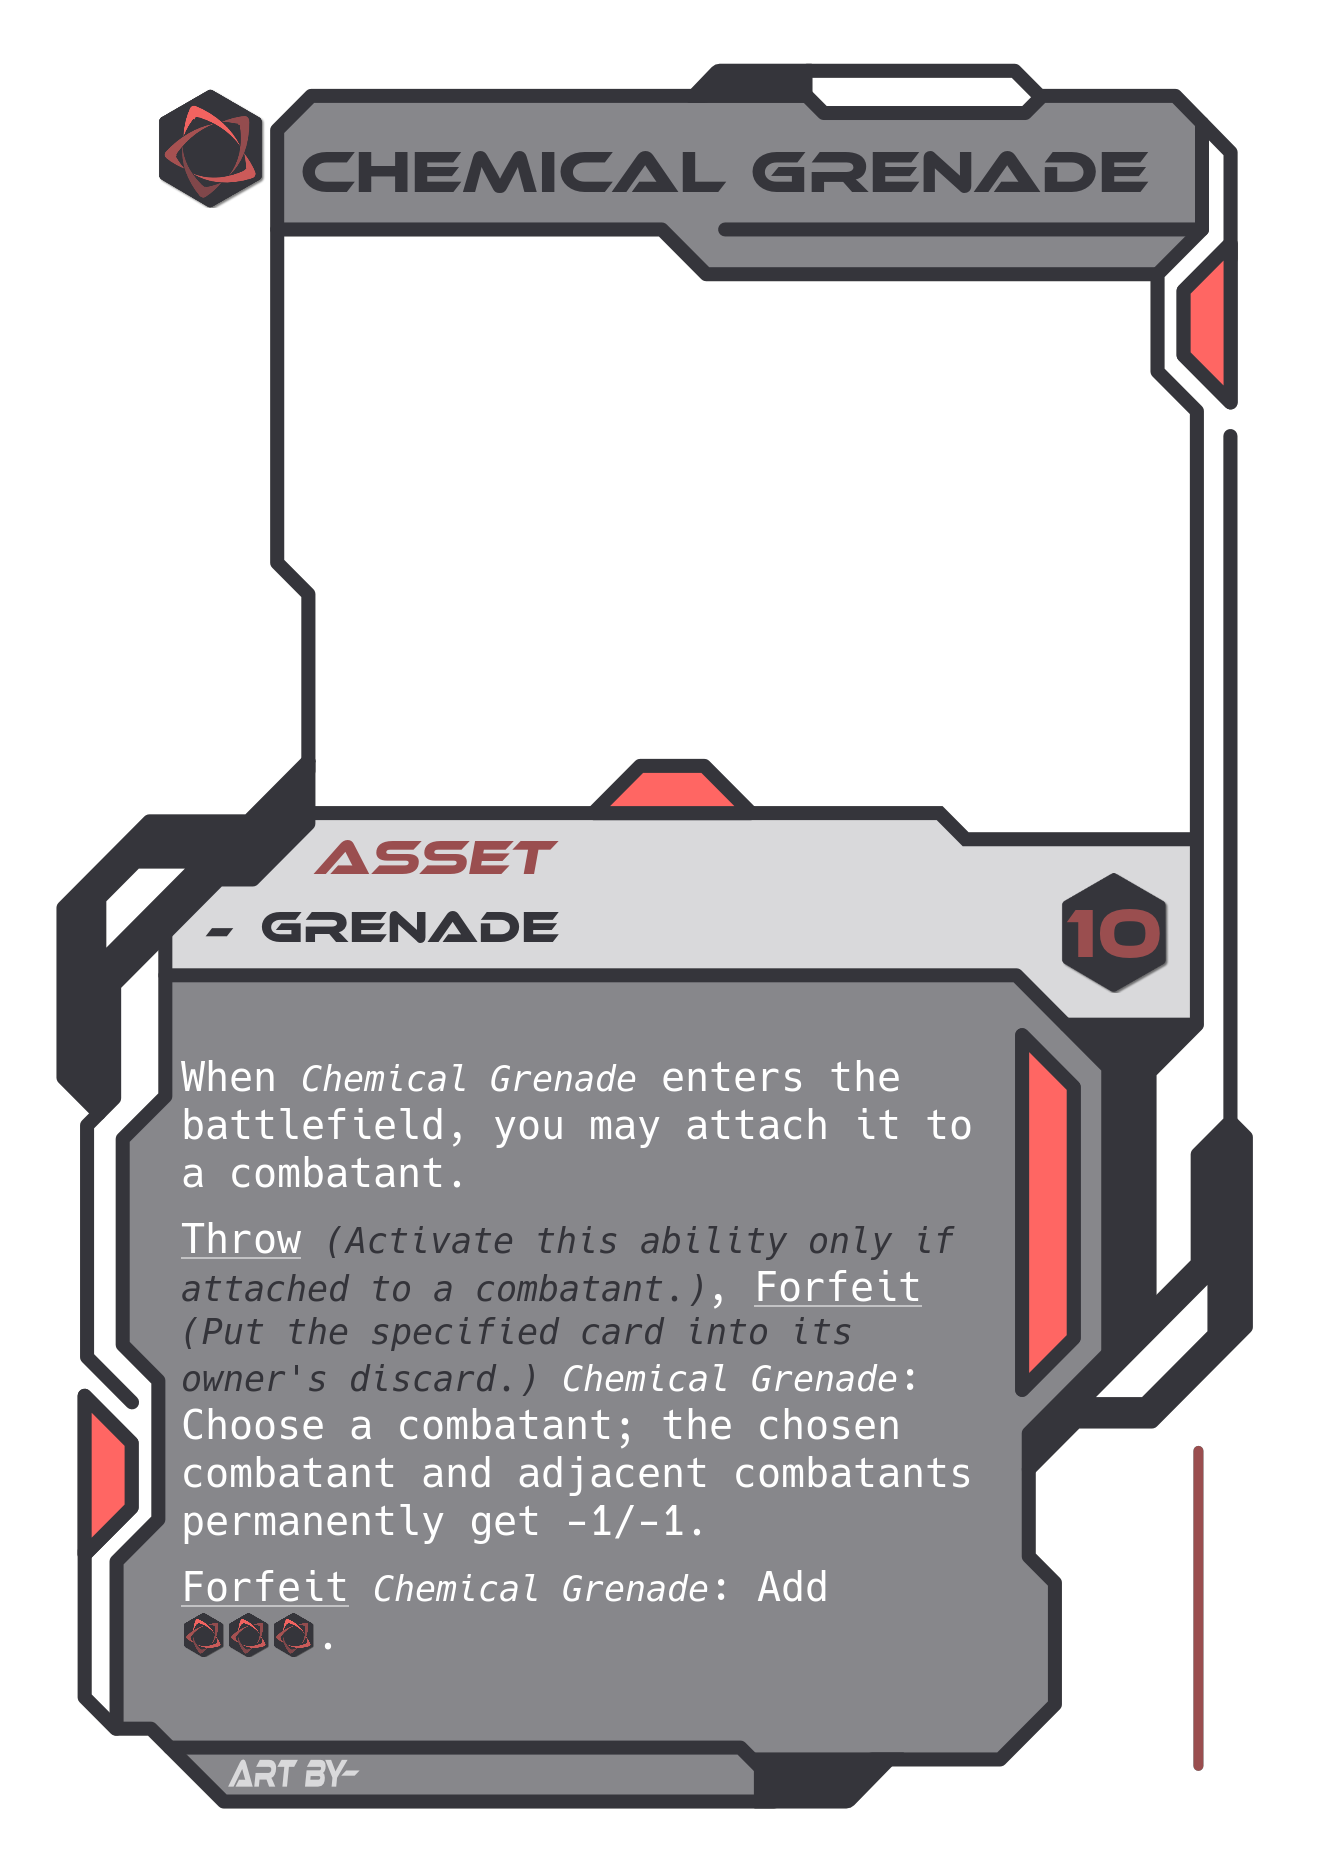 CHEMICAL GRENADE
ASSET
- GRENADE
10
When Chemical Grenade enters the
battlefield, you may attach it to
a combatant.
Throw (Activate this ability only if
attached to a combatant.), Forfeit
(Put the specified card into its
owner's discard.) Chemical Grenade:
Choose a combatant; the chosen
combatant and adjacent combatants
permanently get -1/-1.
Forfeit Chemical Grenade: Add
.
ART BY-